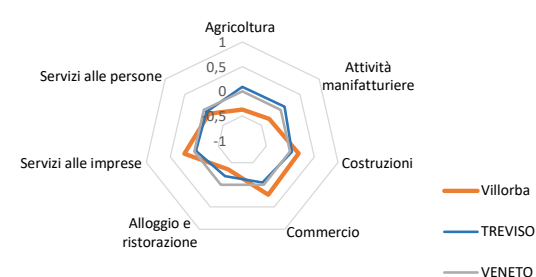 Agricoltura
1
0,5
0
-0,5
-1
Attività
manifatturiere
Costruzioni
Commercio
Alloggio e
ristorazione
Servizi alle imprese
Servizi alle persone
Villorba
TREVISO
VENETO